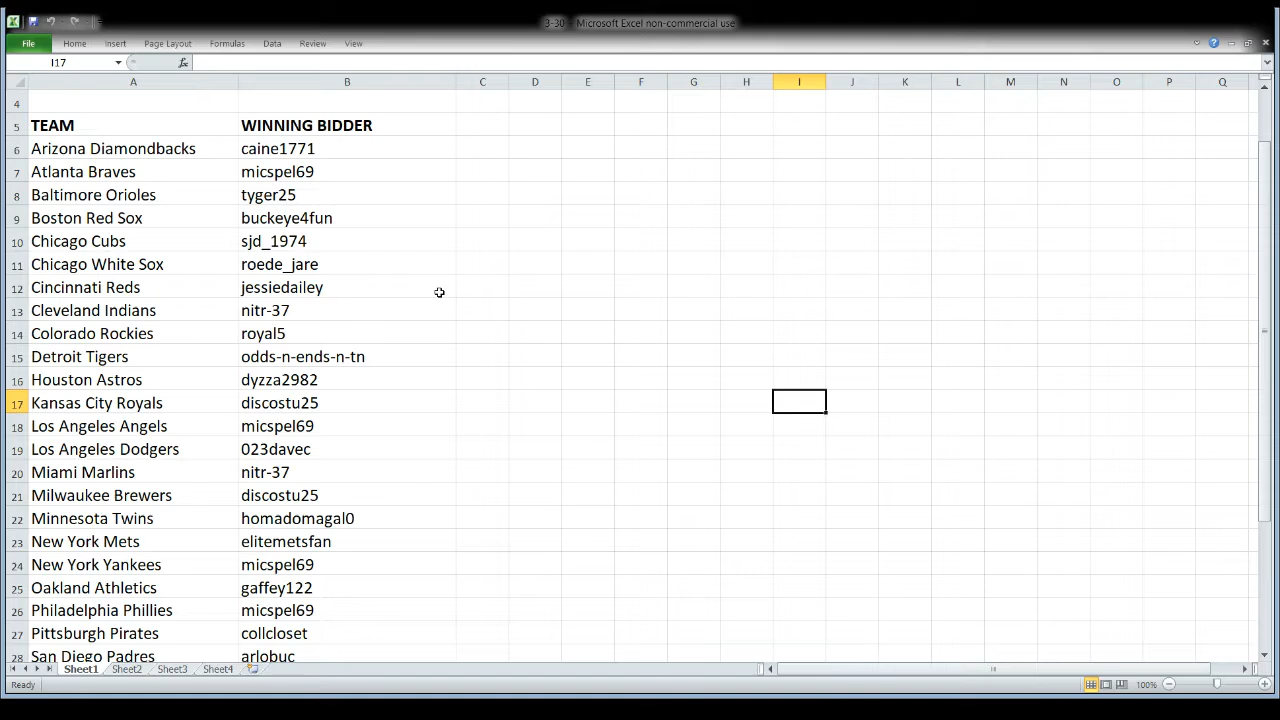 3-30 - Microsoft Excel non-commercial use
File Home Insert Page Layout Formulas Data Review View
I17 fx
A B C D E F G H I J K L M N O P Q
4
5 TEAM WINNING BIDDER
6 Arizona Diamondbacks caine1771
7 Atlanta Braves micspel69
8 Baltimore Orioles tyger25
9 Boston Red Sox buckeye4fun
10 Chicago Cubs sjd_1974
11 Chicago White Sox roede_jare
12 Cincinnati Reds jessiedailey
13 Cleveland Indians nitr-37
14 Colorado Rockies royal5
15 Detroit Tigers odds-n-ends-n-tn
16 Houston Astros dyzza2982
17 Kansas City Royals discostu25
18 Los Angeles Angels micspel69
19 Los Angeles Dodgers 023davec
20 Miami Marlins nitr-37
21 Milwaukee Brewers discostu25
22 Minnesota Twins homadomagal0
23 New York Mets elitemetsfan
24 New York Yankees micspel69
25 Oakland Athletics gaffey122
26 Philadelphia Phillies micspel69
27 Pittsburgh Pirates collcloset
28 San Diego Padres arlobuc
Sheet1 Sheet2 Sheet3 Sheet4
Ready 100%